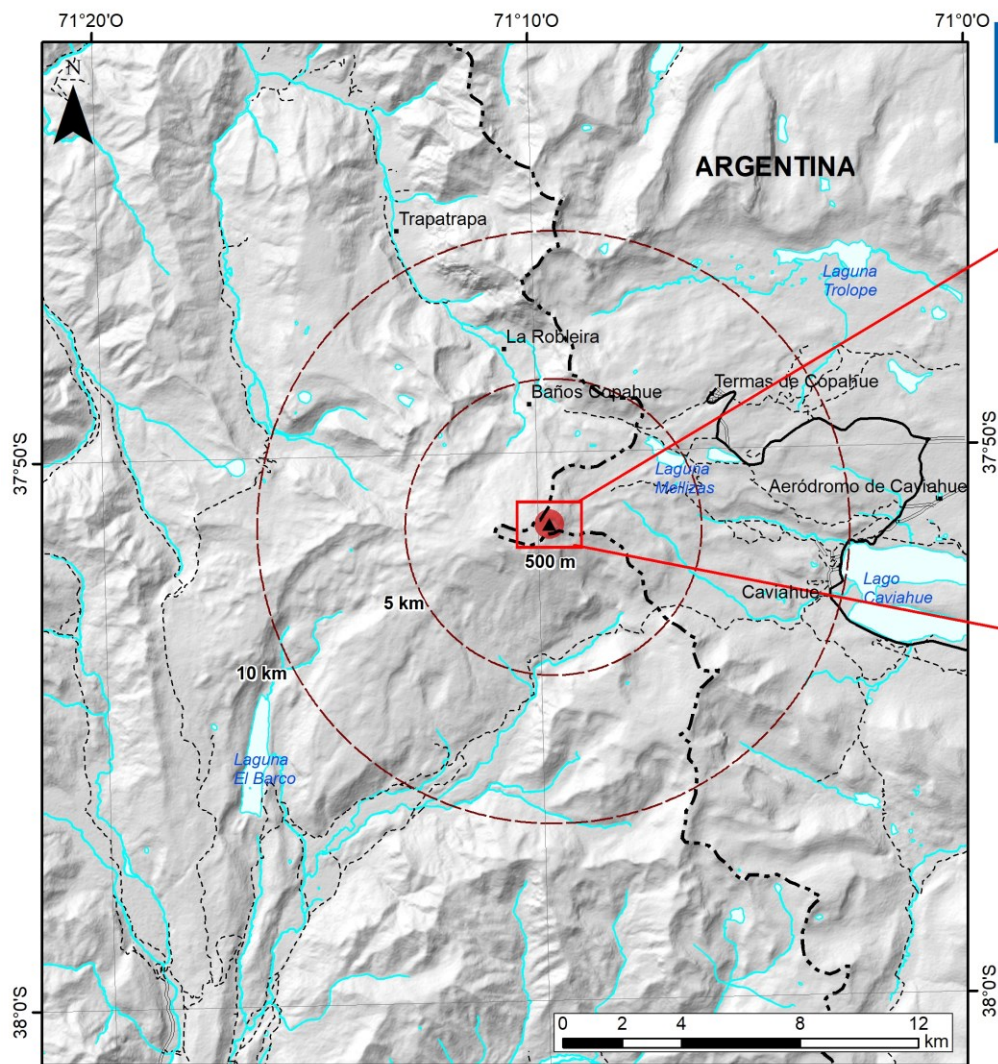 71°20'O
71°10'O
71°0'O
N
ARGENTINA
Trapatrapa
Laguna
Trolope
La Robleira
Termas de Copahue
Baños Copahue
37°50'S
37°50'S
Laguna
Mellizas
Aeródromo de Caviahue
500 m
Lago
Caviahue
Caviahue
5 km
10 km
Laguna
El Barco
38°0'S
38°0'S
0 2 4 8 12
km